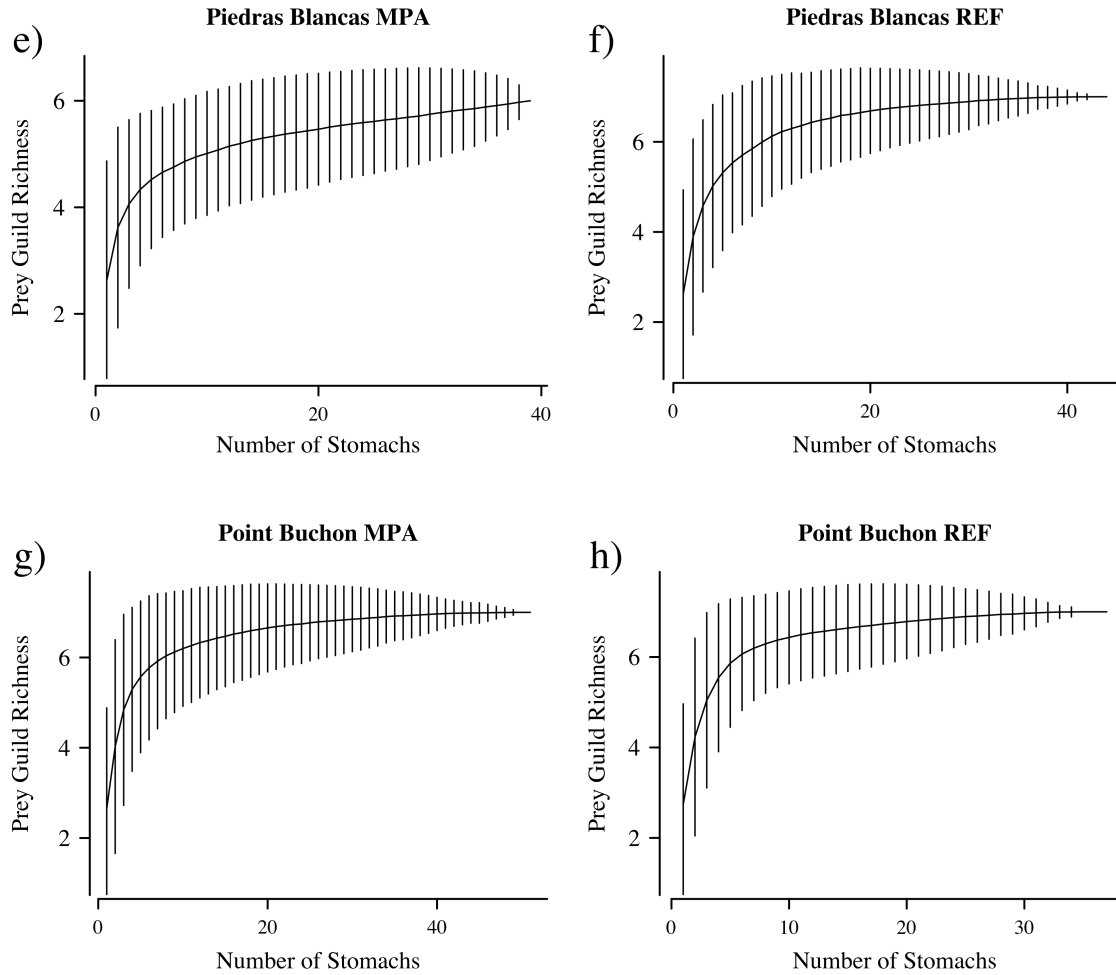 Piedras Blancas MPA
e)
Prey Guild Richness
6
4
2
0 20 40
Number of Stomachs
Piedras Blancas REF
f)
Prey Guild Richness
6
4
2
0 20 40
Number of Stomachs
Point Buchon MPA
g)
Prey Guild Richness
6
4
2
0 20 40
Number of Stomachs
Point Buchon REF
h)
Prey Guild Richness
6
4
2
0 10 20 30
Number of Stomachs